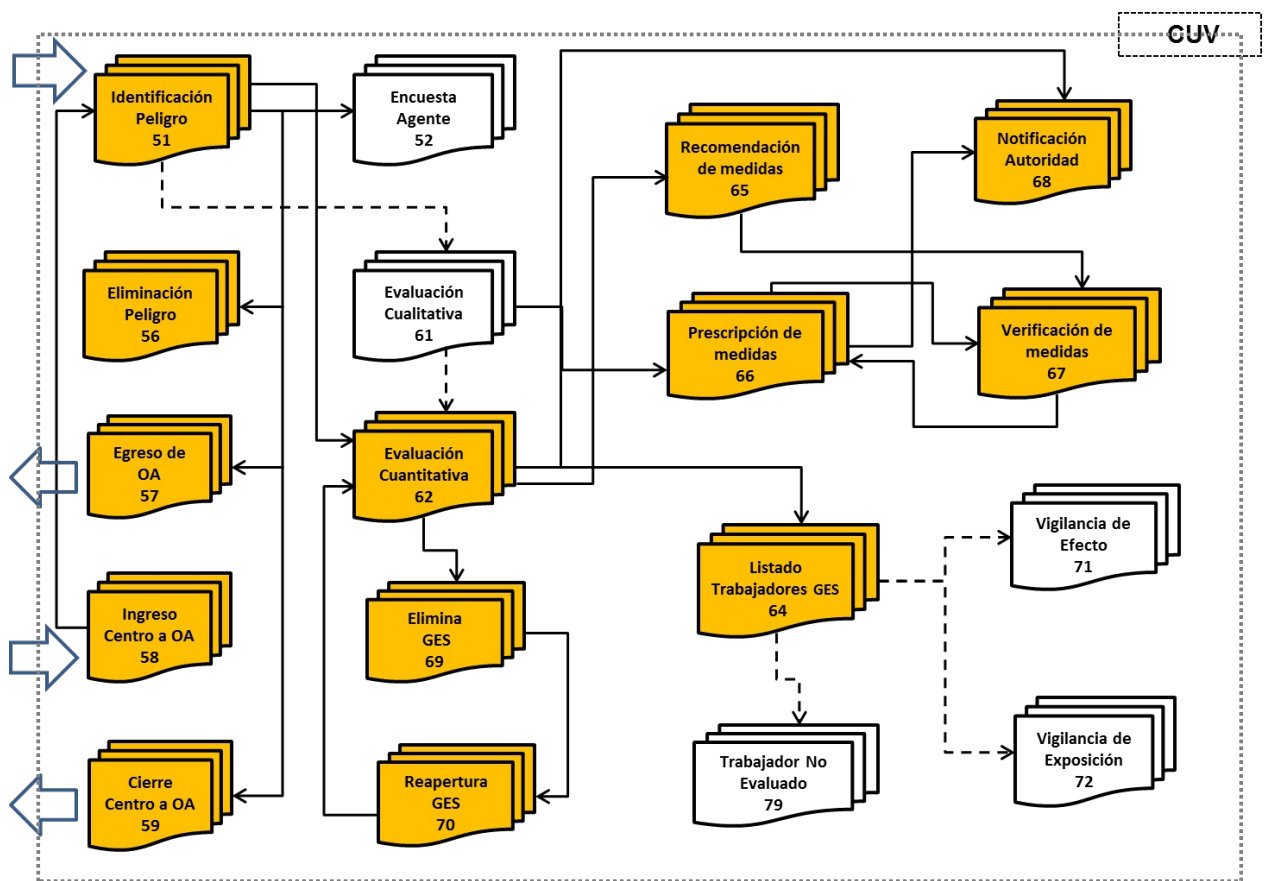 CUV
Identificación
Peligro
51
Encuesta
Agente
52
Recomendación
de medidas
65
Notificación
Autoridad
68
Eliminación
Peligro
56
Evaluación
Cualitativa
61
Prescripción de
medidas
66
Verificación de
medidas
67
Egreso de
OA
57
Evaluación
Cuantitativa
62
Ingreso
Centro a OA
58
Elimina
GES
69
Listado
Trabajadores GES
64
Vigilancia de
Efecto
71
Cierre
Centro a OA
59
Reapertura
GES
70
Trabajador No
Evaluado
79
Vigilancia de
Exposición
72